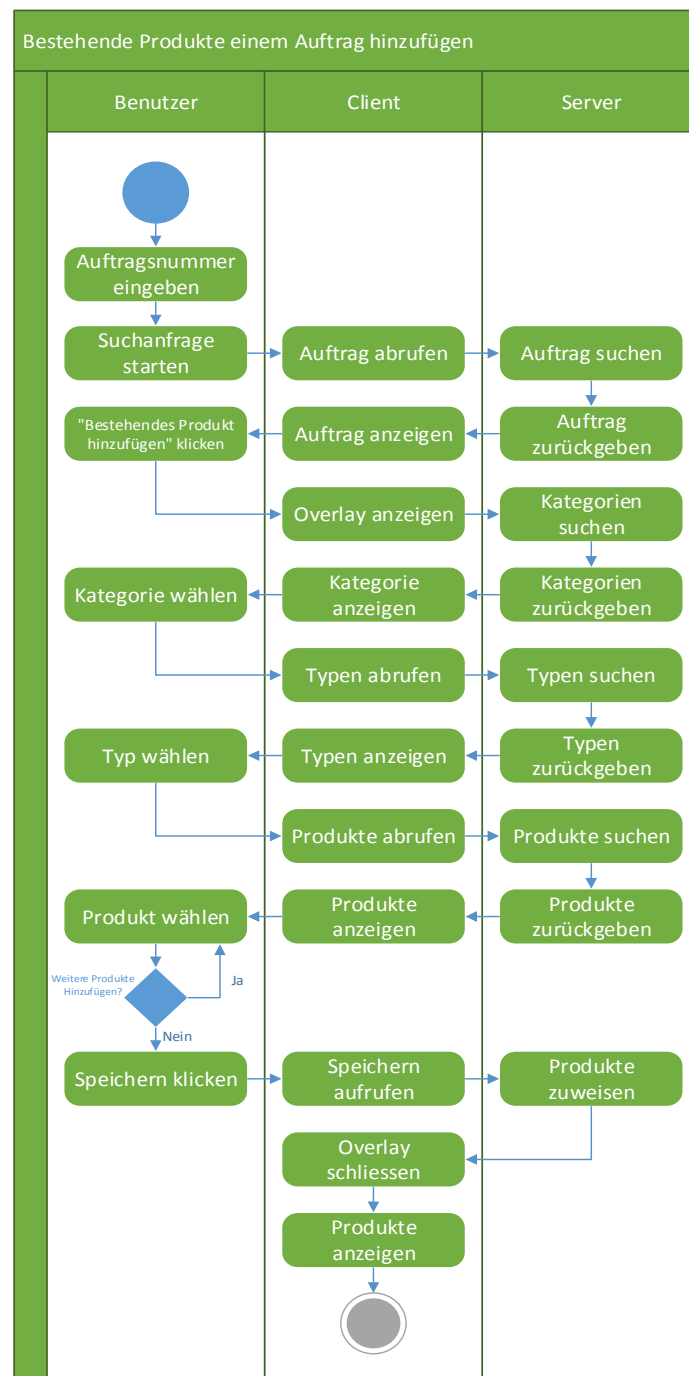 Bestehende Produkte einem Auftrag hinzufügen
Benutzer
Client
Server
Auftragsnummer
eingeben
Suchanfrage
starten
Auftrag abrufen
Auftrag suchen
"Bestehendes Produkt
hinzufügen" klicken
Auftrag anzeigen
Auftrag
zurückgeben
Overlay anzeigen
Kategorien
suchen
Kategorie wählen
Kategorie
anzeigen
Kategorien
zurückgeben
Typen abrufen
Typen suchen
Typ wählen
Typen anzeigen
Typen
zurückgeben
Produkte abrufen
Produkte suchen
Produkt wählen
Produkte
anzeigen
Produkte
zurückgeben
Weitere Produkte
Hinzufügen?
Ja
Nein
Speichern klicken
Speichern
aufrufen
Produkte
zuweisen
Overlay
schliessen
Produkte
anzeigen